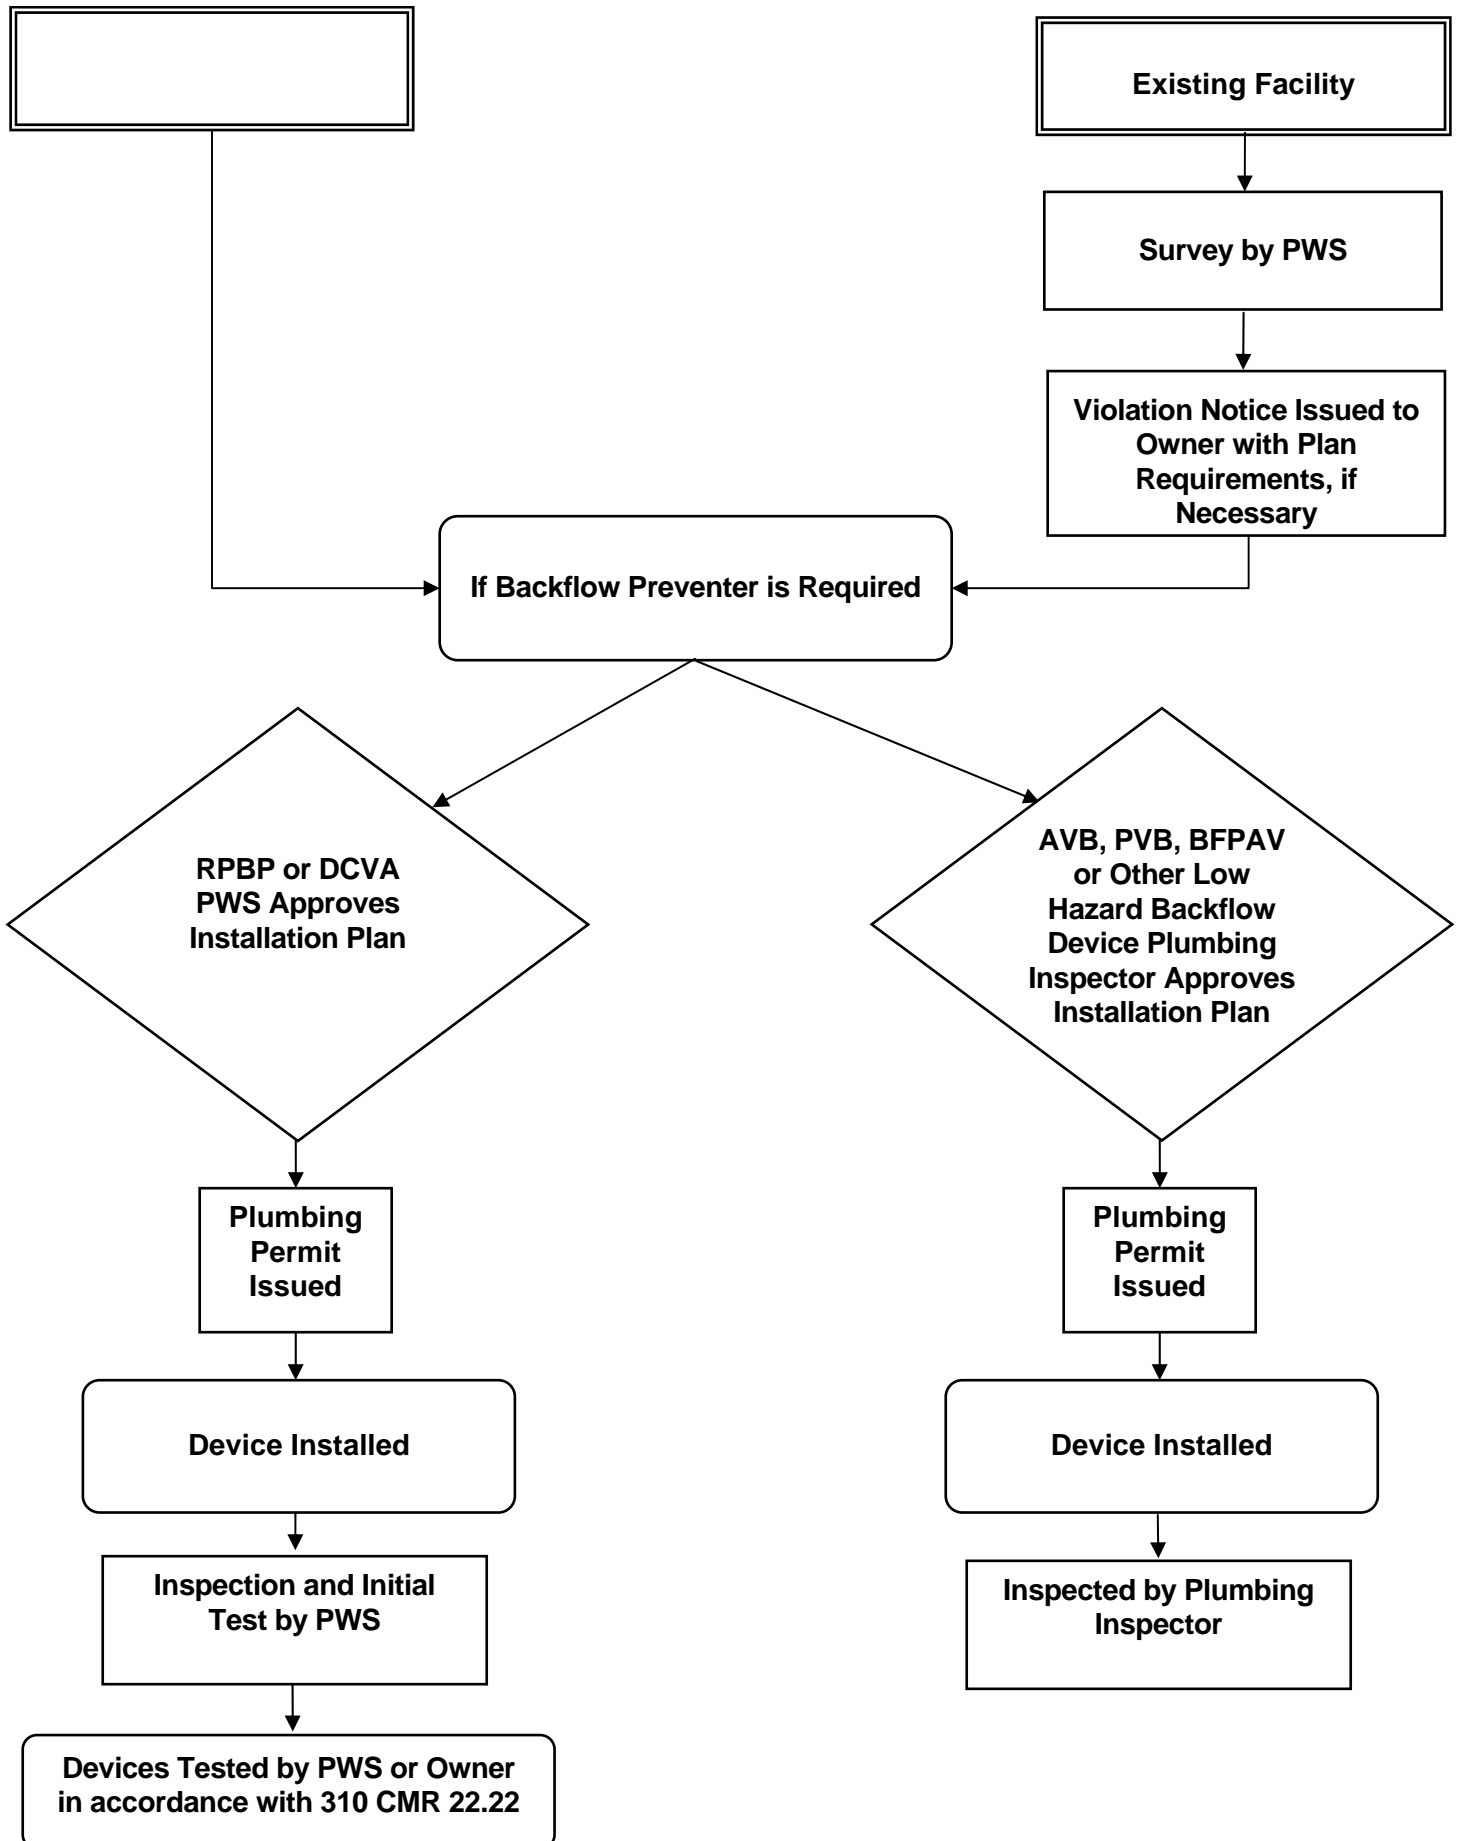 Existing Facility
Survey by PWS
Violation Notice Issued to
Owner with Plan
Requirements, if
Necessary
If Backflow Preventer is Required
RPBP or DCVA
PWS Approves
Installation Plan
AVB, PVB, BFPAV
or Other Low
Hazard Backflow
Device Plumbing
Inspector Approves
Installation Plan
Plumbing
Permit
Issued
Plumbing
Permit
Issued
Device Installed
Device Installed
Inspection and Initial
Test by PWS
Inspected by Plumbing
Inspector
Devices Tested by PWS or Owner
in accordance with 310 CMR 22.22